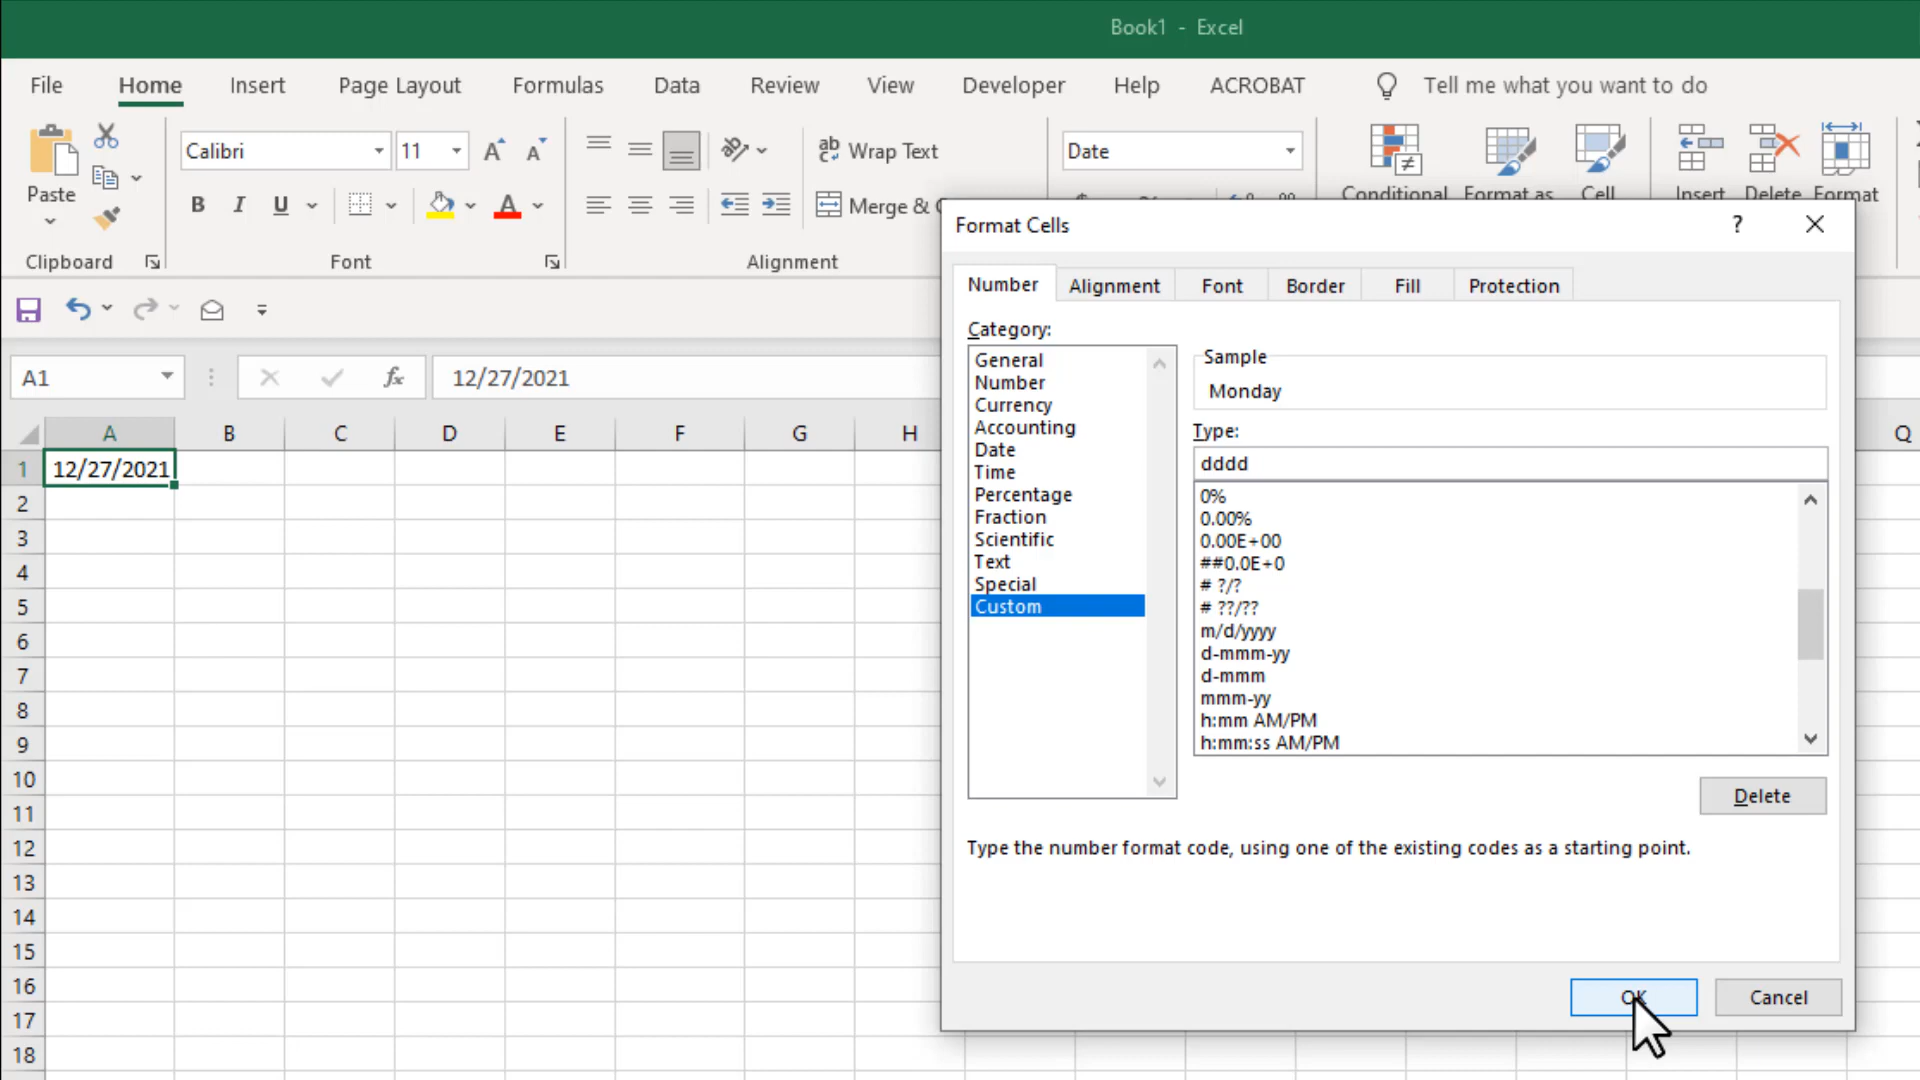 Book1 - Excel
File Home Insert Page Layout Formulas Data Review View Developer Help ACROBAT Tell me what you want to do
Calibri 11 Wrap Text Date
Paste
B I U Merge &
Conditional Format as Cell Insert Delete Format
Clipboard Font Alignment
A1 fx 12/27/2021
A B C D E F G H Q
1 12/27/2021
2
3
4
5
6
7
8
9
10
11
12
13
14
15
16
17
18
Format Cells ?
Number Alignment Font Border Fill Protection
Category:
General
Number
Currency
Accounting
Date
Time
Percentage
Fraction
Scientific
Text
Special
Custom
Sample
Monday
Type:
dddd
0%
0.00%
0.00E+00
##0.0E+0
# ?/?
# ??/??
m/d/yyyy
d-mmm-yy
d-mmm
mmm-yy
h:mm AM/PM
h:mm:ss AM/PM
Delete
Type the number format code, using one of the existing codes as a starting point.
OK Cancel